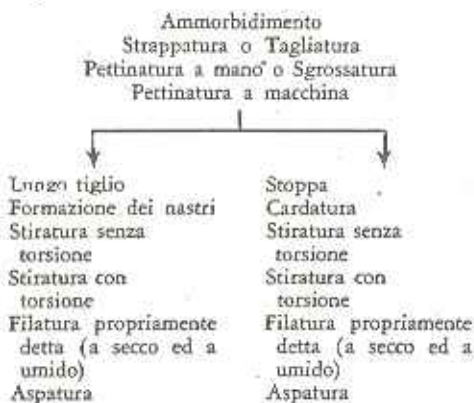 Ammorbidimento
Strappatura o Tagliatura
Pettinatura a mano o Sgrossatura
Pettinatura a macchina
Lungo tiglio
Formazione dei nastri
Stiratura senza
torsione
Stiratura con
torsione
Filatura propriamente
detta (a secco ed a
umido)
Aspatura
Stoppa
Cardatura
Stiratura senza
torsione
Stiratura con
torsione
Filatura propriamente
detta (a secco ed a
umido)
Aspatura